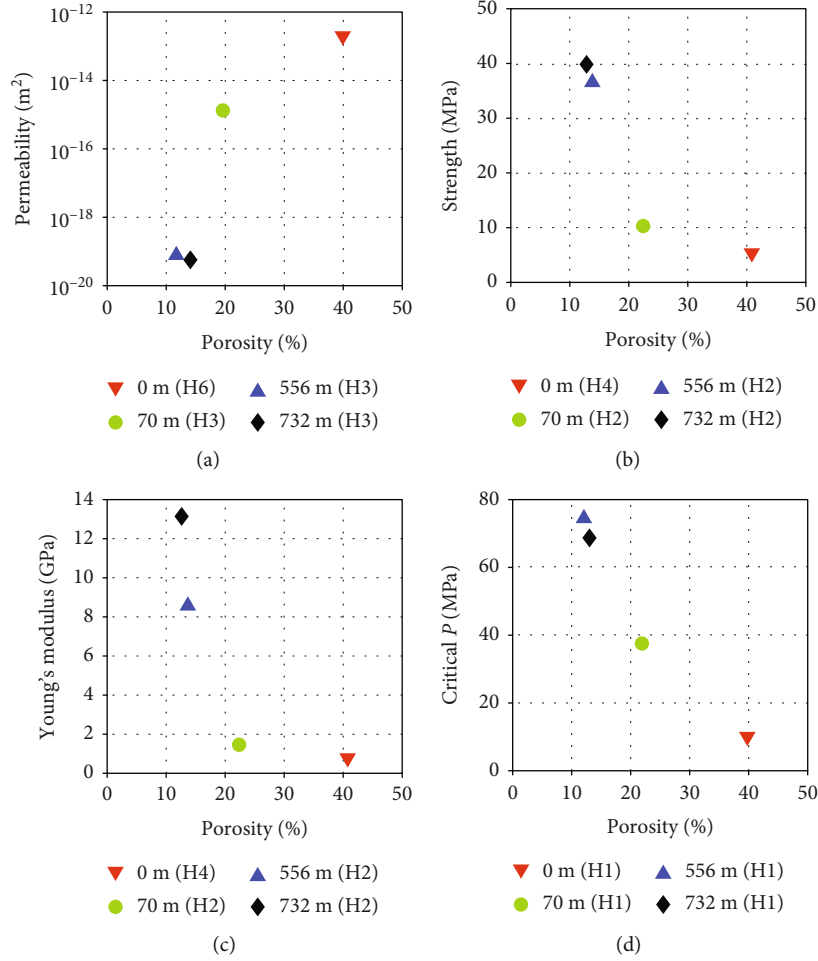 10⁻¹²
10⁻¹⁴
10⁻¹⁶
10⁻¹⁸
10⁻²⁰
Permeability (m²)
0 10 20 30 40 50
Porosity (%)
0 m (H6) 556 m (H3)
70 m (H3) 732 m (H3)
(a)
50
40
30
20
10
0
Strength (MPa)
0 10 20 30 40 50
Porosity (%)
0 m (H4) 556 m (H2)
70 m (H2) 732 m (H2)
(b)
14
12
10
8
6
4
2
0
Young's modulus (GPa)
0 10 20 30 40 50
Porosity (%)
0 m (H4) 556 m (H2)
70 m (H2) 732 m (H2)
(c)
80
60
40
20
0
Critical P (MPa)
0 10 20 30 40 50
Porosity (%)
0 m (H1) 556 m (H1)
70 m (H1) 732 m (H1)
(d)